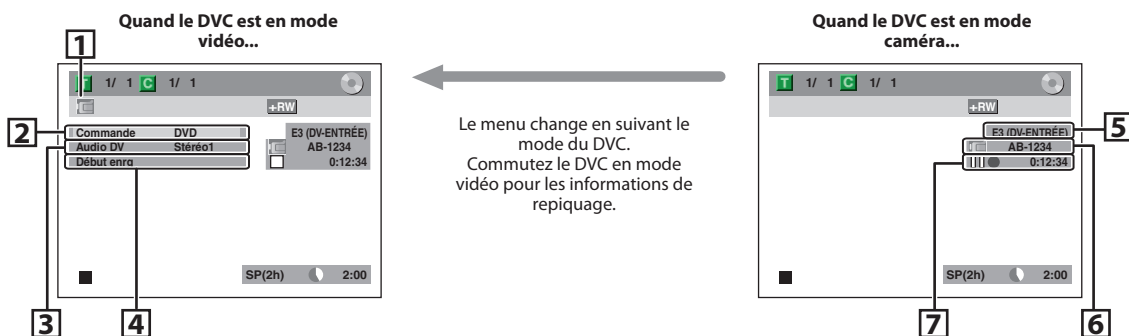 Quand le DVC est en mode
vidéo...
1
T 1/ 1 C 1/ 1
+RW
2
Commande DVD
Audio DV Stéréo1
Début enrg
E3 (DV-ENTRÉE)
AB-1234
0:12:34
SP(2h) 2:00
3
4
Le menu change en suivant le
mode du DVC.
Commutez le DVC en mode
vidéo pour les informations de
repiquage.
Quand le DVC est en mode
caméra...
T 1/ 1 C 1/ 1
+RW
E3 (DV-ENTRÉE)
5
AB-1234
0:12:34
SP(2h) 2:00
7
6